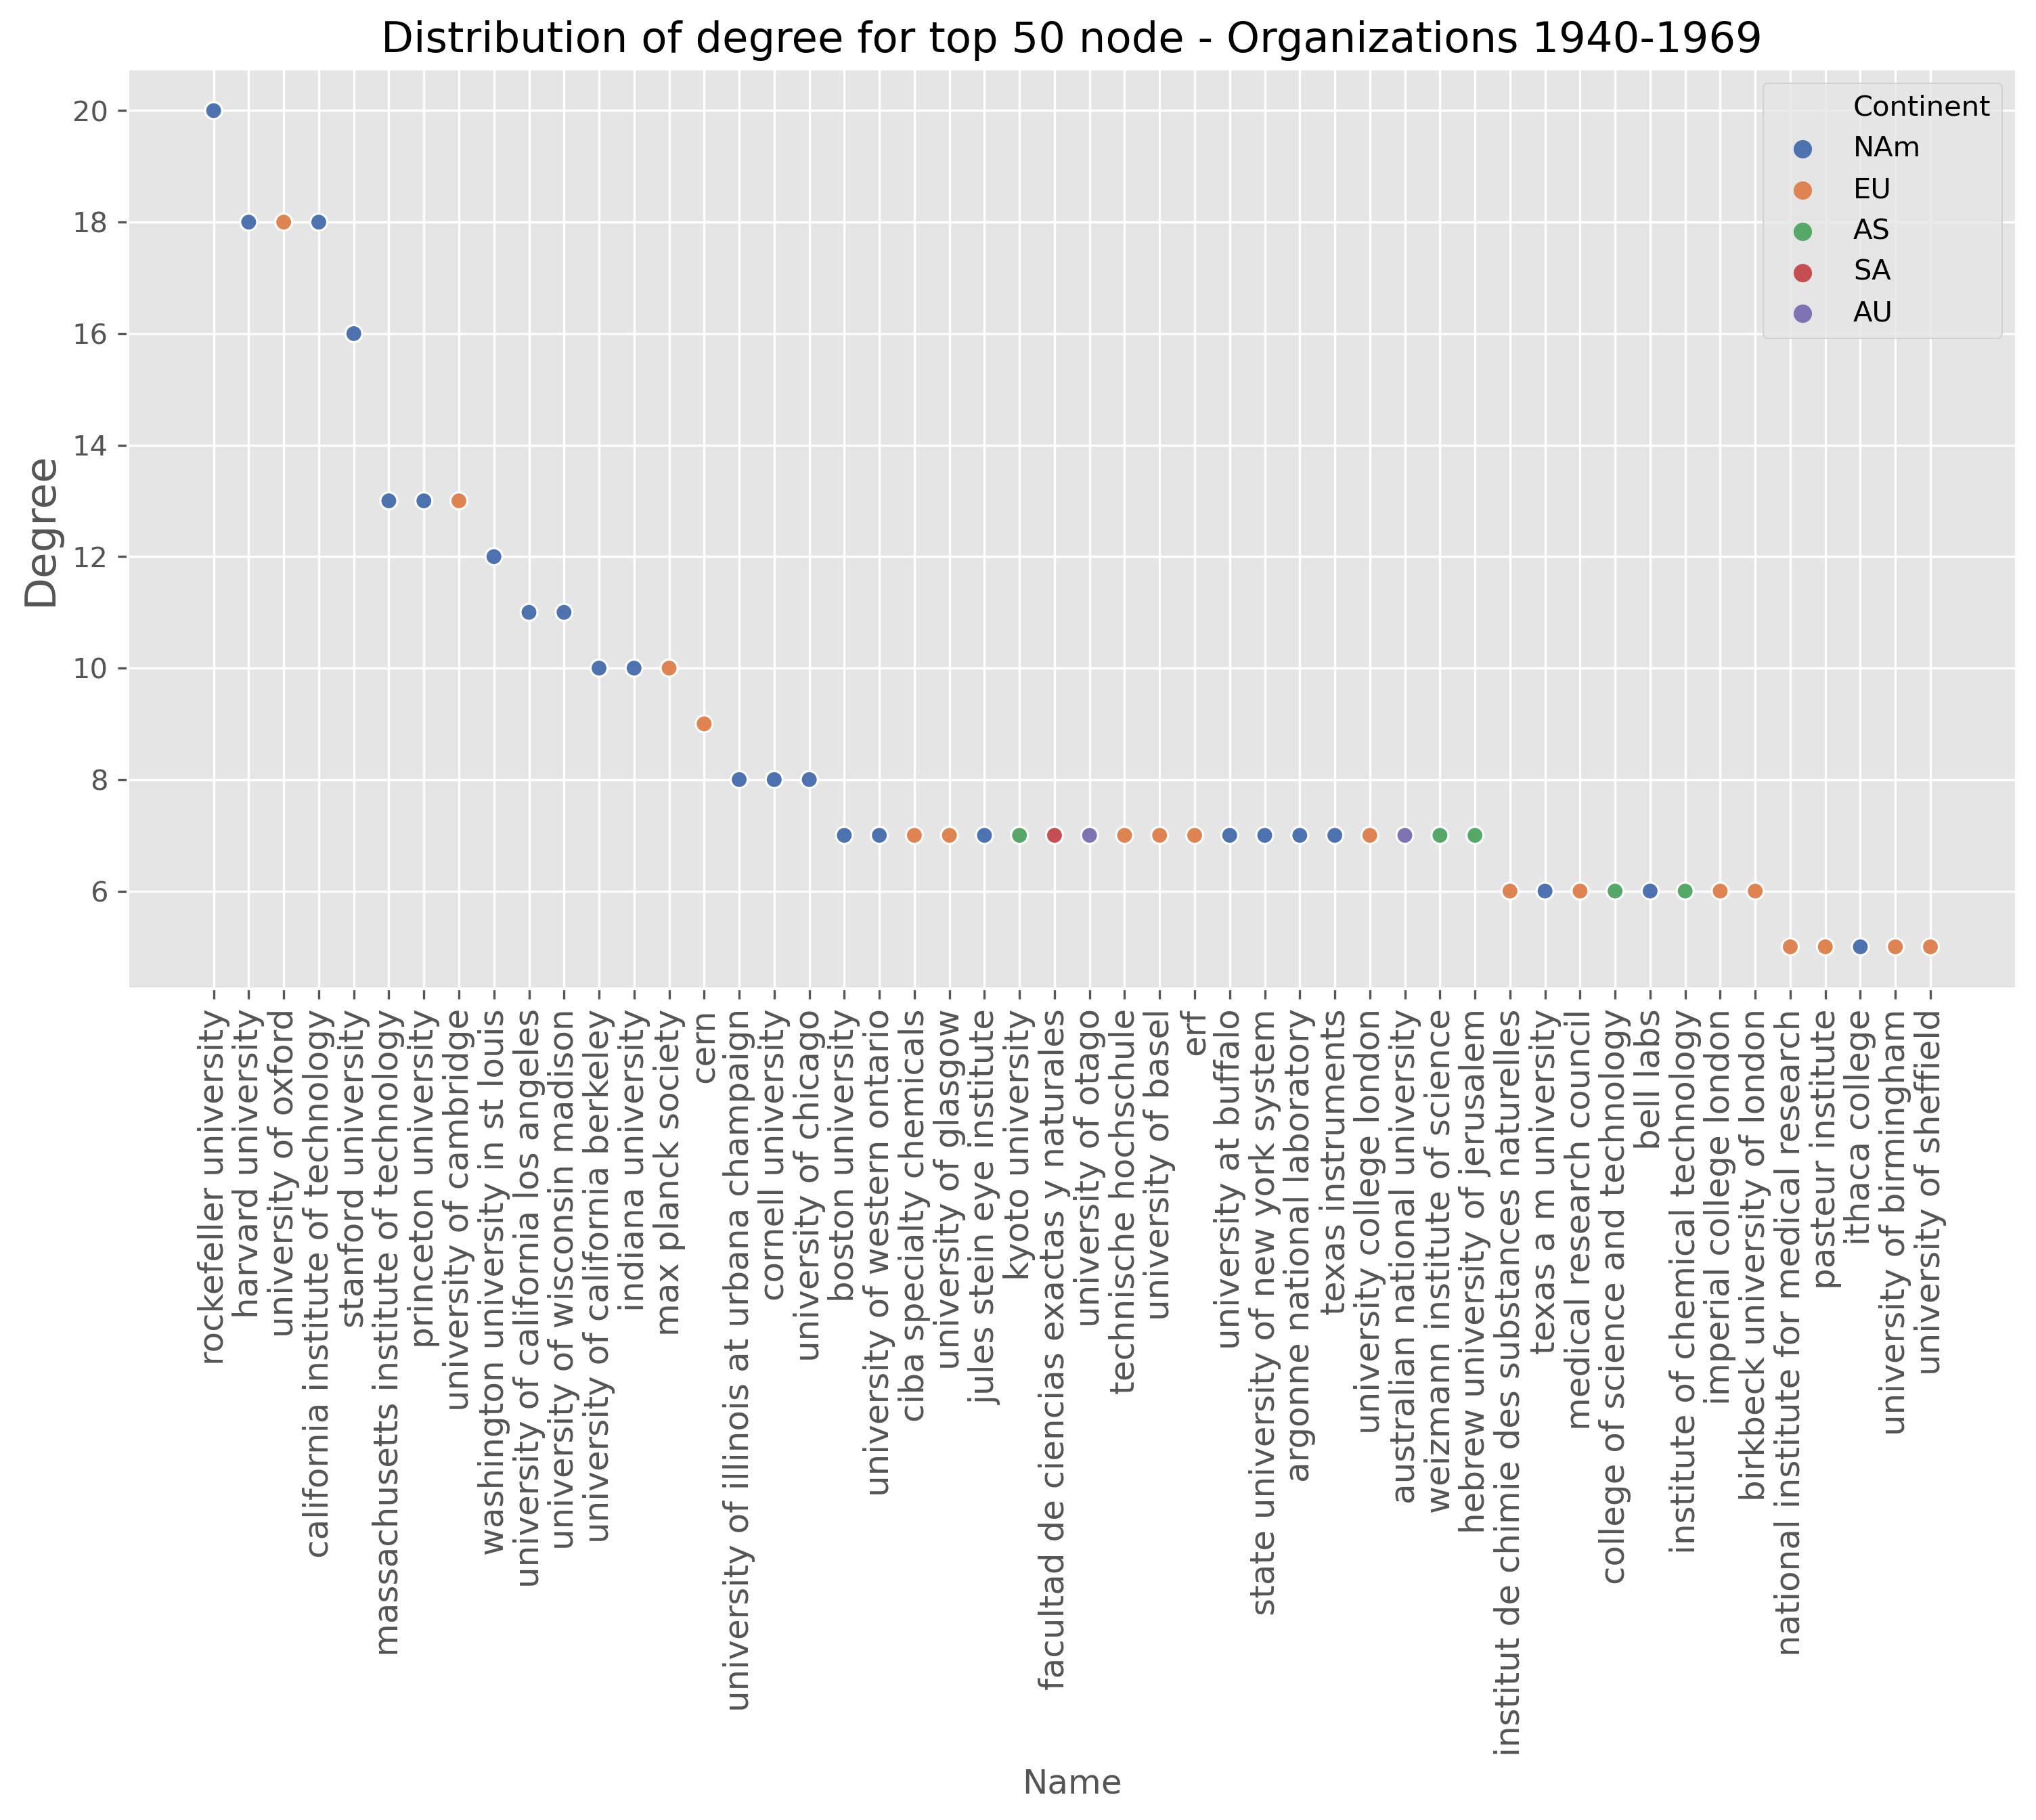 Distribution of degree for top 50 node - Organizations 1940-1969
Continent
NAm
EU
AS
SA
AU
Degree
20
18
16
14
12
10
8
6
rockefeller university
harvard university
university of oxford
california institute of technology
stanford university
massachusetts institute of technology
princeton university
university of cambridge
washington university in st louis
university of california los angeles
university of wisconsin madison
university of california berkeley
indiana university
max planck society
cern
university of illinois at urbana champaign
cornell university
university of chicago
boston university
university of western ontario
ciba specialty chemicals
university of glasgow
jules stein eye institute
kyoto university
facultad de ciencias exactas y naturales
university of otago
technische hochschule
university of basel
erf
university at buffalo
state university of new york system
argonne national laboratory
texas instruments
university college london
australian national university
weizmann institute of science
hebrew university of jerusalem
institut de chimie des substances naturelles
texas a m university
medical research council
college of science and technology
bell labs
institute of chemical technology
imperial college london
birkbeck university of london
national institute for medical research
pasteur institute
ithaca college
university of birmingham
university of sheffield
Name